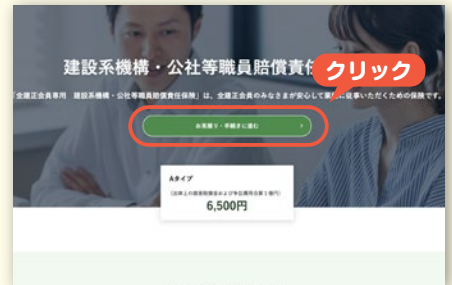 建設系機構・公社等職員賠償責任
クリック
「全建正会員専用 建設系機構・公社等職員賠償責任保険」は、全建正会員のみなさまが安心して業務に従事いただくための保険です。
お見積り・手続きに進む
Aタイプ
6,500円